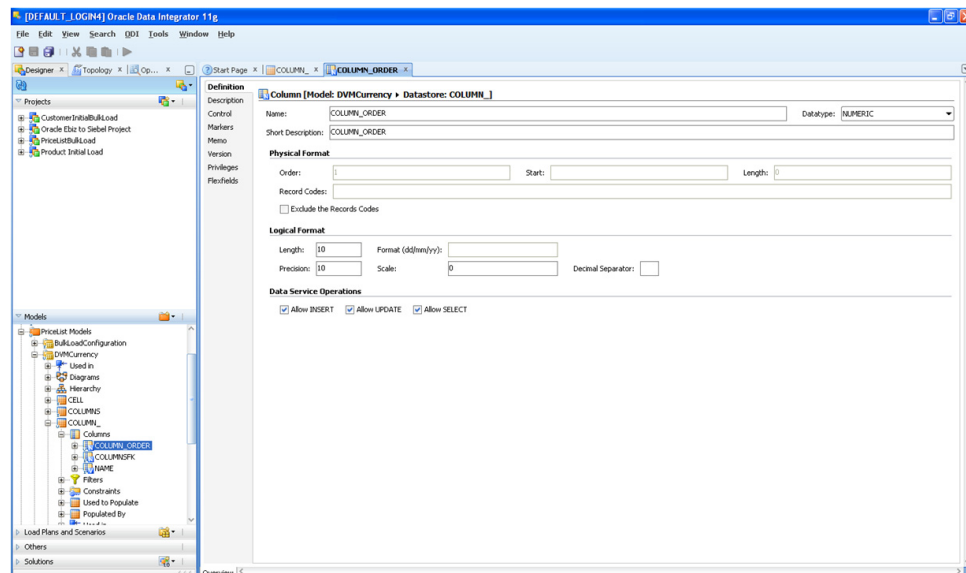 [DEFAULT_LOGIN4] Oracle Data Integrator 11g
File Edit View Search ODI Tools Window Help
Designer Topology Op...
Start Page COLUMN_ COLUMN_ORDER
Projects
CustomerInitialBulkLoad
Oracle Ebiz to Siebel Project
PriceListBulkLoad
Product Initial Load
Models
PriceList Models
BulkLoadConfiguration
DVMCurrency
Used in
Diagrams
Hierarchy
CELL
COLUMNS
COLUMN_
Columns
COLUMN_ORDER
COLUMNSFK
NAME
Filters
Constraints
Used to Populate
Populated By
Used in
Load Plans and Scenarios
Others
Solutions
Definition
Description
Control
Markers
Memo
Version
Privileges
Flexfields
Column [Model: DVMCurrency Datastore: COLUMN_]
Name: COLUMN_ORDER Datatype: NUMERIC
Short Description: COLUMN_ORDER
Physical Format
Order: 1 Start: Length: 0
Record Codes:
Exclude the Records Codes
Logical Format
Length: 10 Format (dd/mm/yy):
Precision: 10 Scale: 0 Decimal Separator:
Data Service Operations
Allow INSERT Allow UPDATE Allow SELECT
Overview